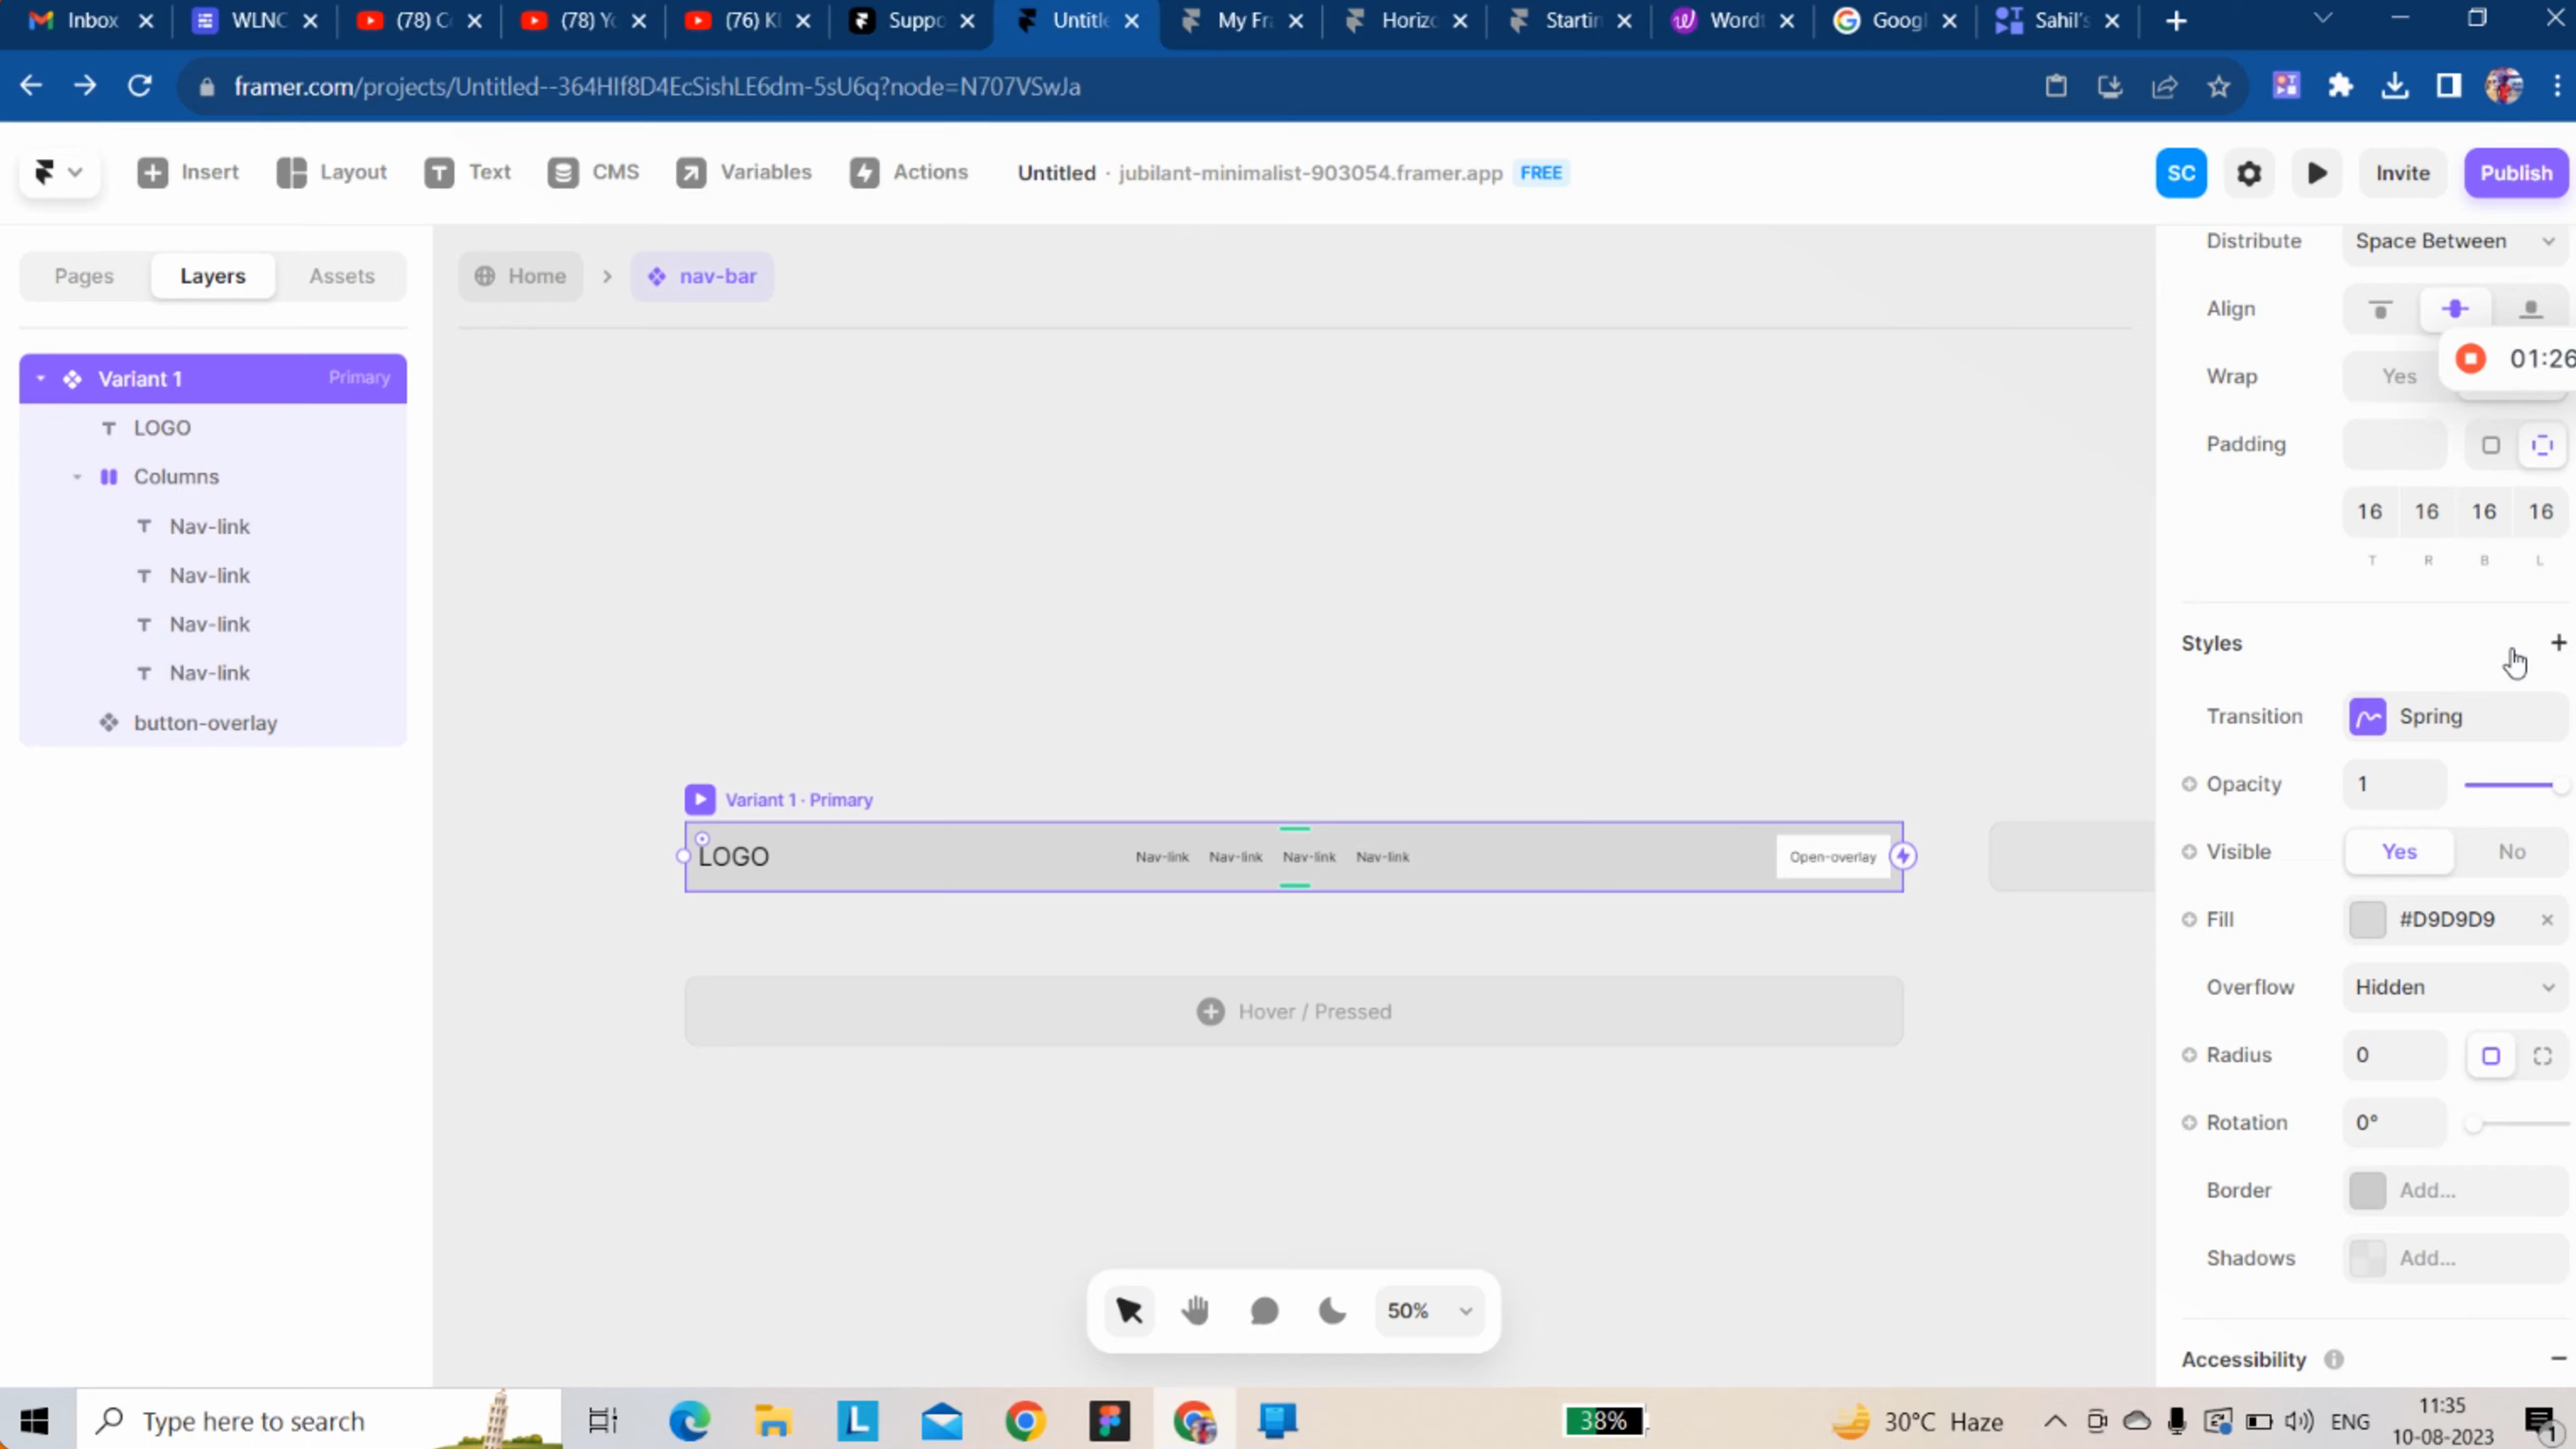 Inbox
WLNC
(78) C
(78) Y
(76) K
Suppo
Untitle
My Fr
Horiz
Startin
Word
Googl
Sahil's
framer.com/projects/Untitled--364HIf8D4EcSishLE6dm-5sU6q?node=N707VSwJa
Insert
Layout
Text
CMS
Variables
Actions
Untitled · jubilant-minimalist-903054.framer.app FREE
SC
Invite
Publish
Pages
Layers
Assets
Home
nav-bar
Variant 1
Primary
LOGO
Columns
Nav-link
Nav-link
Nav-link
Nav-link
button-overlay
Variant 1 · Primary
LOGO
Nav-link Nav-link Nav-link Nav-link
Open-overlay
Hover / Pressed
50%
Distribute
Space Between
Align
01:26
Wrap
Yes
Padding
16 16 16 16
T R B L
Styles
Transition
Spring
Opacity
1
Visible
Yes
No
Fill
#D9D9D9
Overflow
Hidden
Radius
0
Rotation
0°
Border
Add...
Shadows
Add...
Accessibility
Type here to search
38%
30°C Haze
ENG
11:35
10-08-2023
1